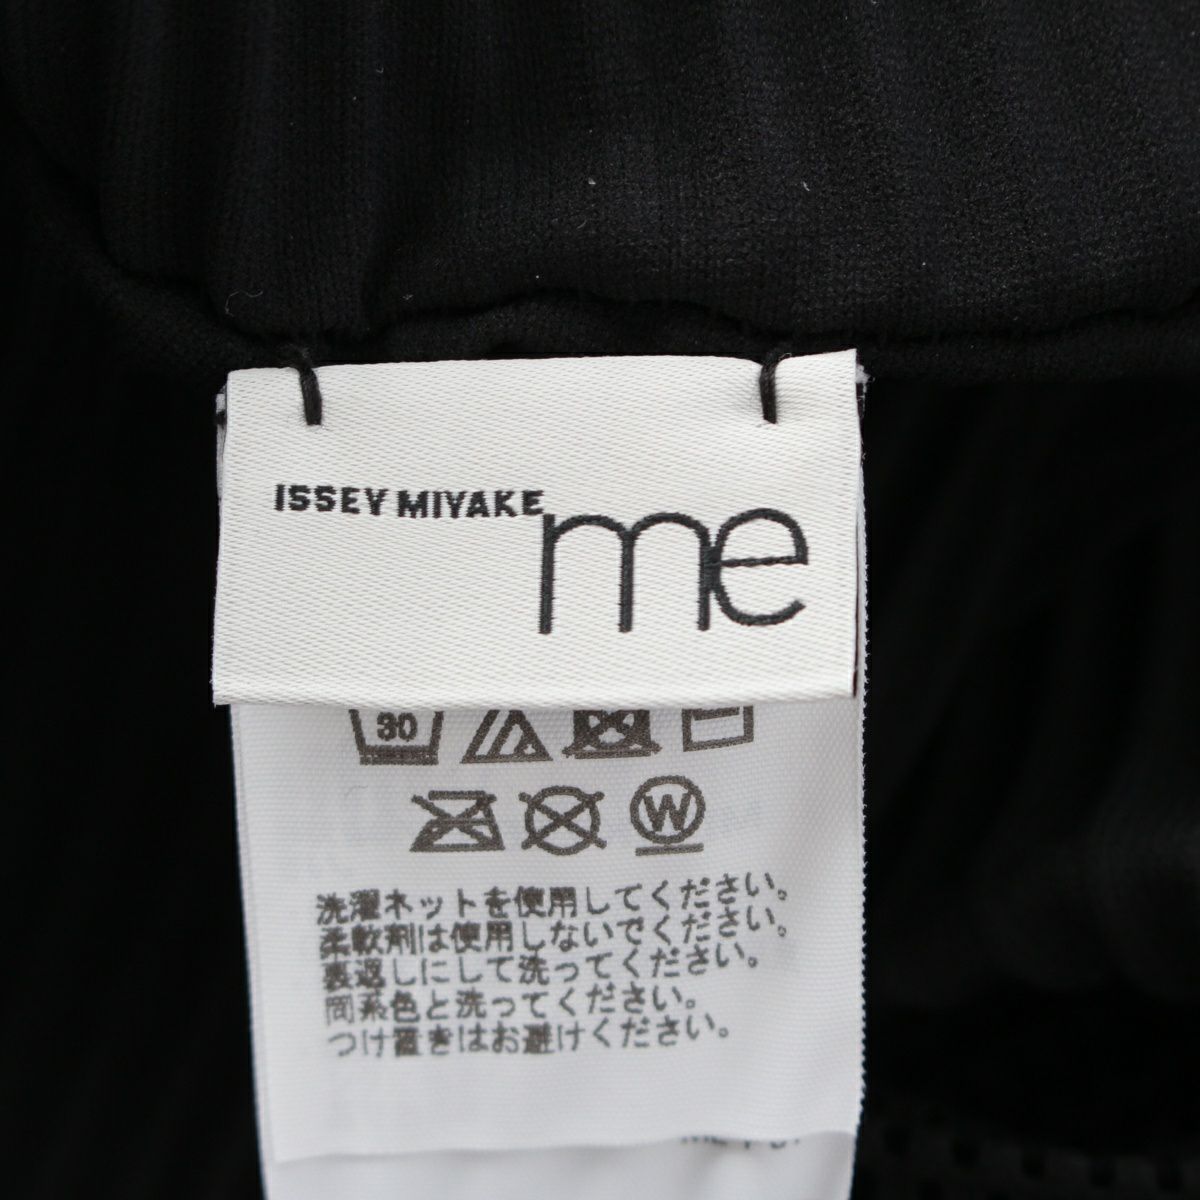 ISSEY MIYAKE
me
30
W
洗濯ネットを使用してください。
柔軟剤は使用しないでください。
裏返しにして洗ってください。
同系色と洗ってください。
つけ置きはお避けください。